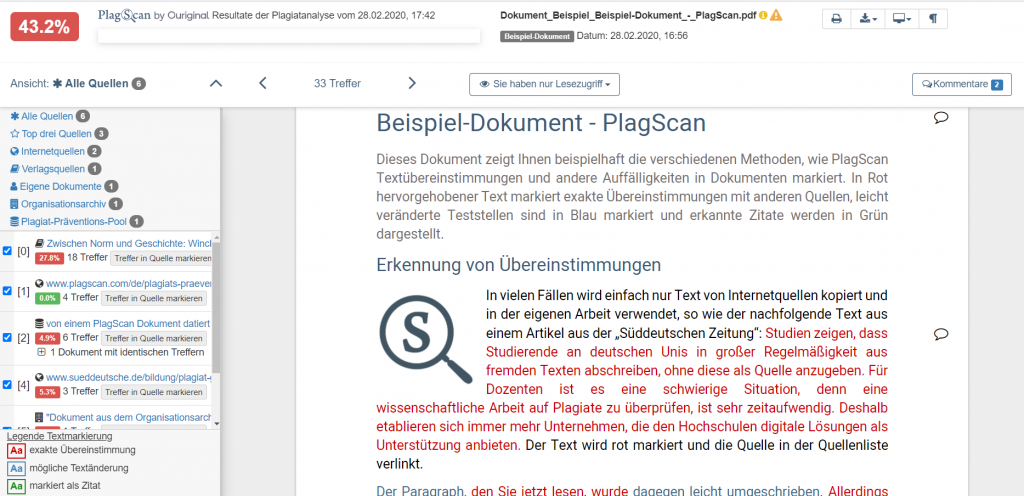 43.2%
PlagScan by Ouriginal Resultate der Plagiatanalyse vom 28.02.2020, 17:42
Dokument_Beispiel_Beispiel-Dokument_-_PlagScan.pdf
Beispiel-Dokument Datum: 28.02.2020, 16:56
Ansicht: Alle Quellen 6
33 Treffer
Sie haben nur Lesezugriff
Kommentare 2
Alle Quellen 6
Top drei Quellen 3
Internetquellen 2
Verlagsquellen 1
Eigene Dokumente 1
Organisationsarchiv 1
Plagiat-Präventions-Pool 1
[0] Zwischen Norm und Geschichte: Winck
27.8% 18 Treffer Treffer in Quelle markieren
[1] www.plagscan.com/de/plagiats-praever
0.0% 4 Treffer Treffer in Quelle markieren
[2] von einem PlagScan Dokument datiert
4.9% 6 Treffer Treffer in Quelle markieren
1 Dokument mit identischen Treffern
[4] www.sueddeutsche.de/bildung/plagiat-
5.3% 3 Treffer Treffer in Quelle markieren
"Dokument aus dem Organisationsarch
Legende Textmarkierung
Aa exakte Übereinstimmung
Aa mögliche Textänderung
Aa markiert als Zitat
Beispiel-Dokument - PlagScan
Dieses Dokument zeigt Ihnen beispielhaft die verschiedenen Methoden, wie PlagScan
Textübereinstimmungen und andere Auffälligkeiten in Dokumenten markiert. In Rot
hervorgehobener Text markiert exakte Übereinstimmungen mit anderen Quellen, leicht
veränderte Teststellen sind in Blau markiert und erkannte Zitate werden in Grün
dargestellt.
Erkennung von Übereinstimmungen
S
In vielen Fällen wird einfach nur Text von Internetquellen kopiert und
in der eigenen Arbeit verwendet, so wie der nachfolgende Text aus
einem Artikel aus der „Süddeutschen Zeitung“: Studien zeigen, dass
Studierende an deutschen Unis in großer Regelmäßigkeit aus
fremden Texten abschreiben, ohne diese als Quelle anzugeben. Für
Dozenten ist es eine schwierige Situation, denn eine
wissenschaftliche Arbeit auf Plagiate zu überprüfen, ist sehr zeitaufwendig. Deshalb
etablieren sich immer mehr Unternehmen, die den Hochschulen digitale Lösungen als
Unterstützung anbieten. Der Text wird rot markiert und die Quelle in der Quellenliste
verlinkt.
Der Paragraph, den Sie jetzt lesen, wurde dagegen leicht umgeschrieben. Allerdings